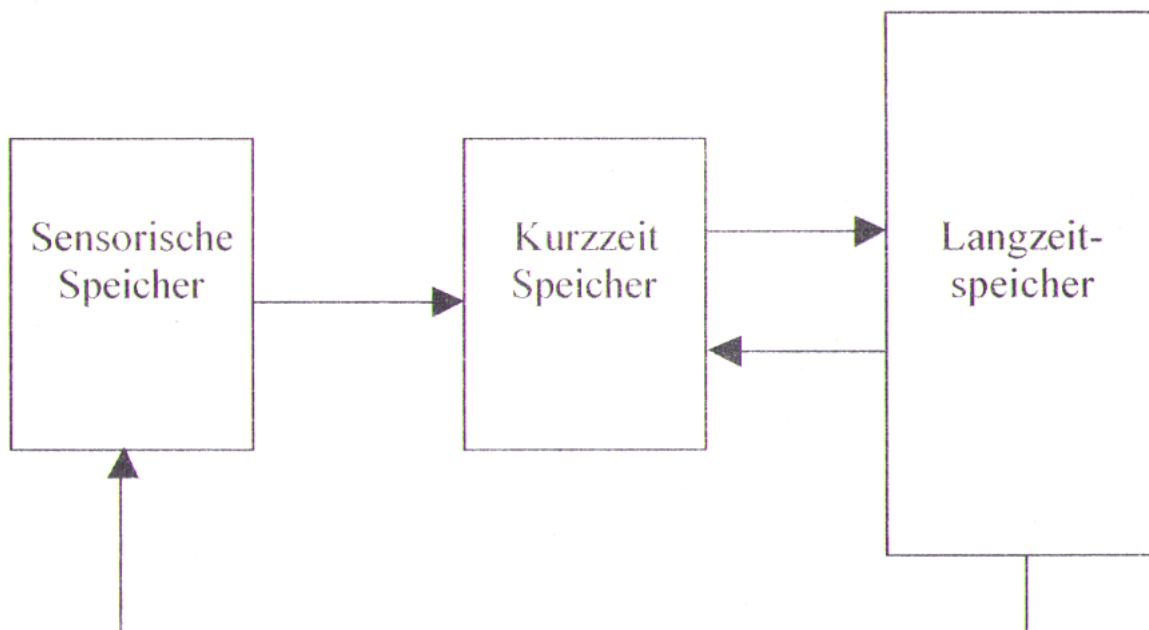 Sensorische
Speicher
Kurzzeit
Speicher
Langzeit-
speicher